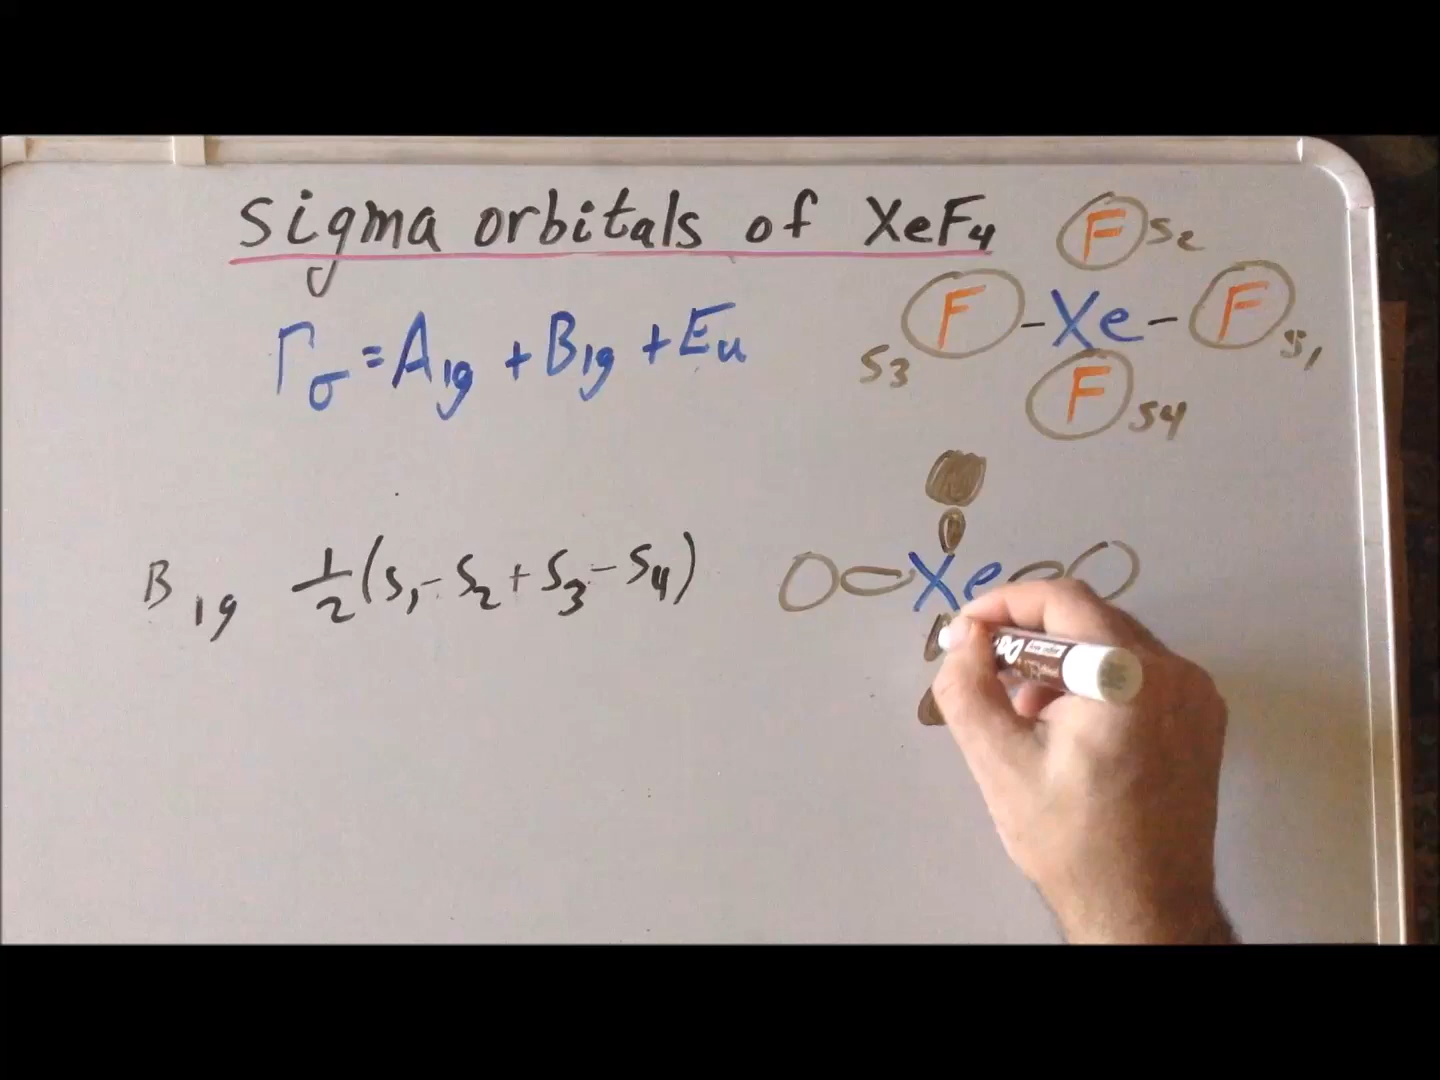 Sigma orbitals of XeF₄
F S₂
Γσ = A₁g + B₁g + Eu
F - Xe - F
S₃ S₁
F S₄
B₁g ½(S₁ - S₂ + S₃ - S₄)
Xe